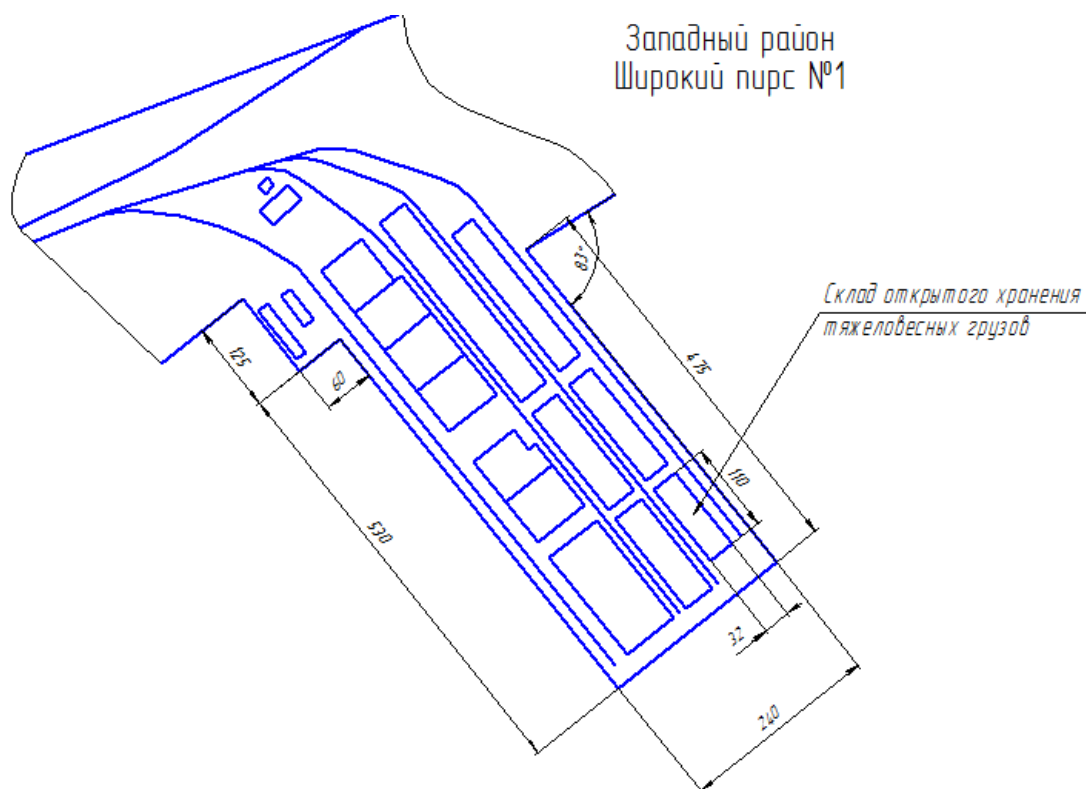 Западный район
Широкий пирс №1
83°
Склад открытого хранения
тяжеловесных грузов
125
60
475
110
530
32
240